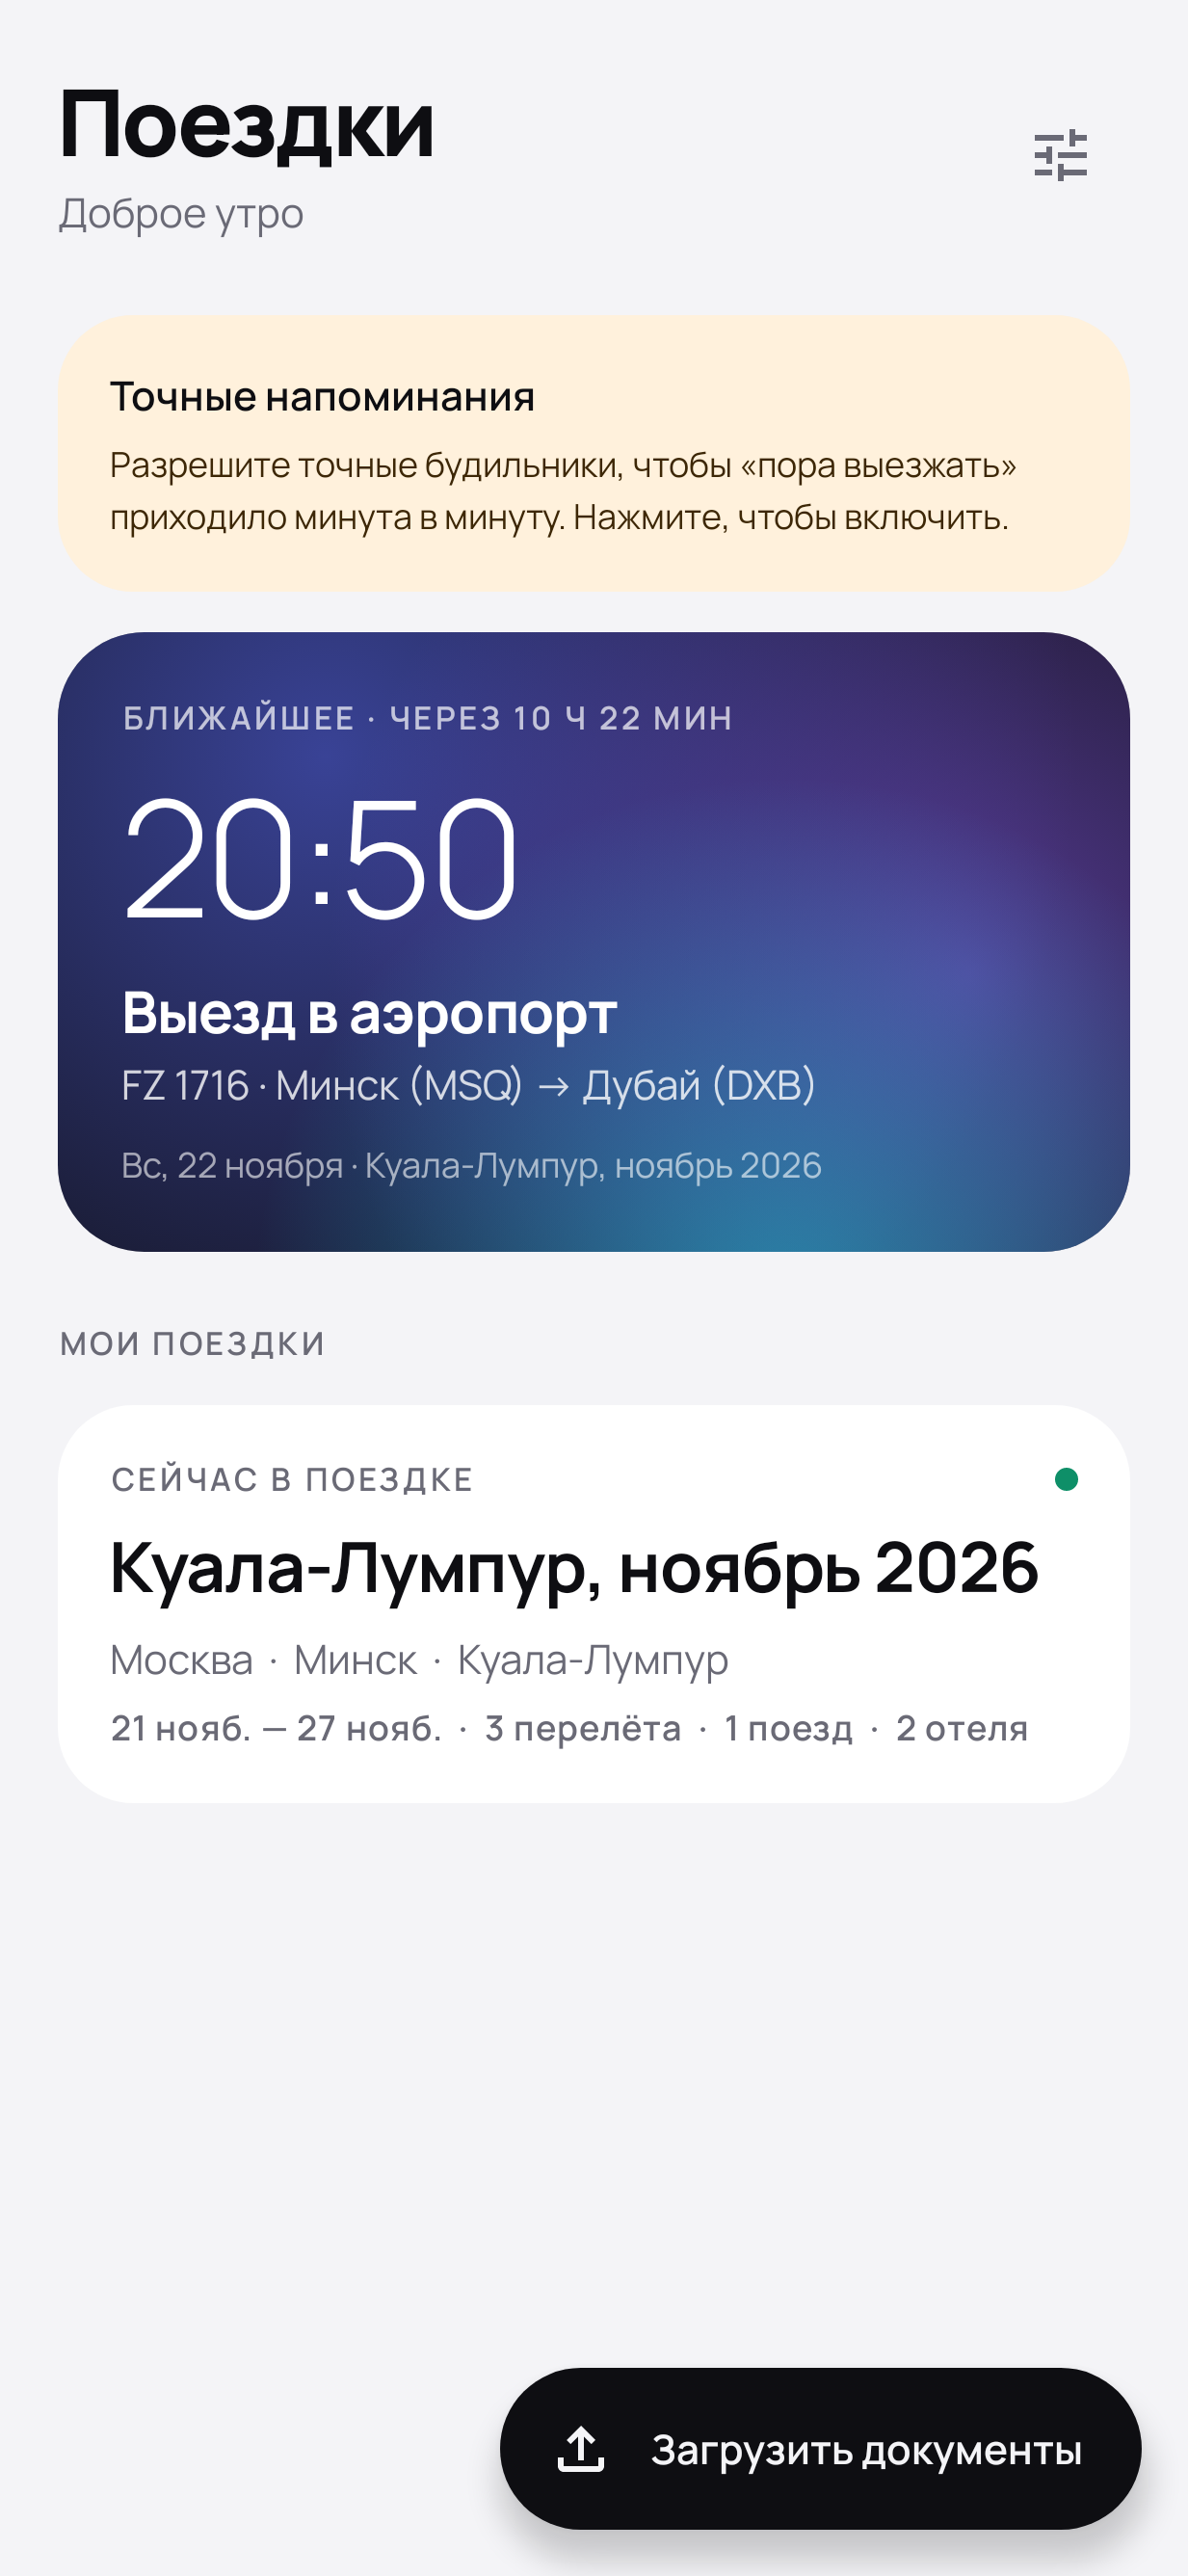 Поездки
Доброе утро
Точные напоминания
Разрешите точные будильники, чтобы «пора выезжать»
приходило минута в минуту. Нажмите, чтобы включить.
БЛИЖАЙШЕЕ · ЧЕРЕЗ 10 Ч 22 МИН
20:50
Выезд в аэропорт
FZ 1716 · Минск (MSQ) → Дубай (DXB)
Вс, 22 ноября · Куала-Лумпур, ноябрь 2026
МОИ ПОЕЗДКИ
СЕЙЧАС В ПОЕЗДКЕ
Куала-Лумпур, ноябрь 2026
Москва · Минск · Куала-Лумпур
21 нояб. — 27 нояб. · 3 перелёта · 1 поезд · 2 отеля
Загрузить документы